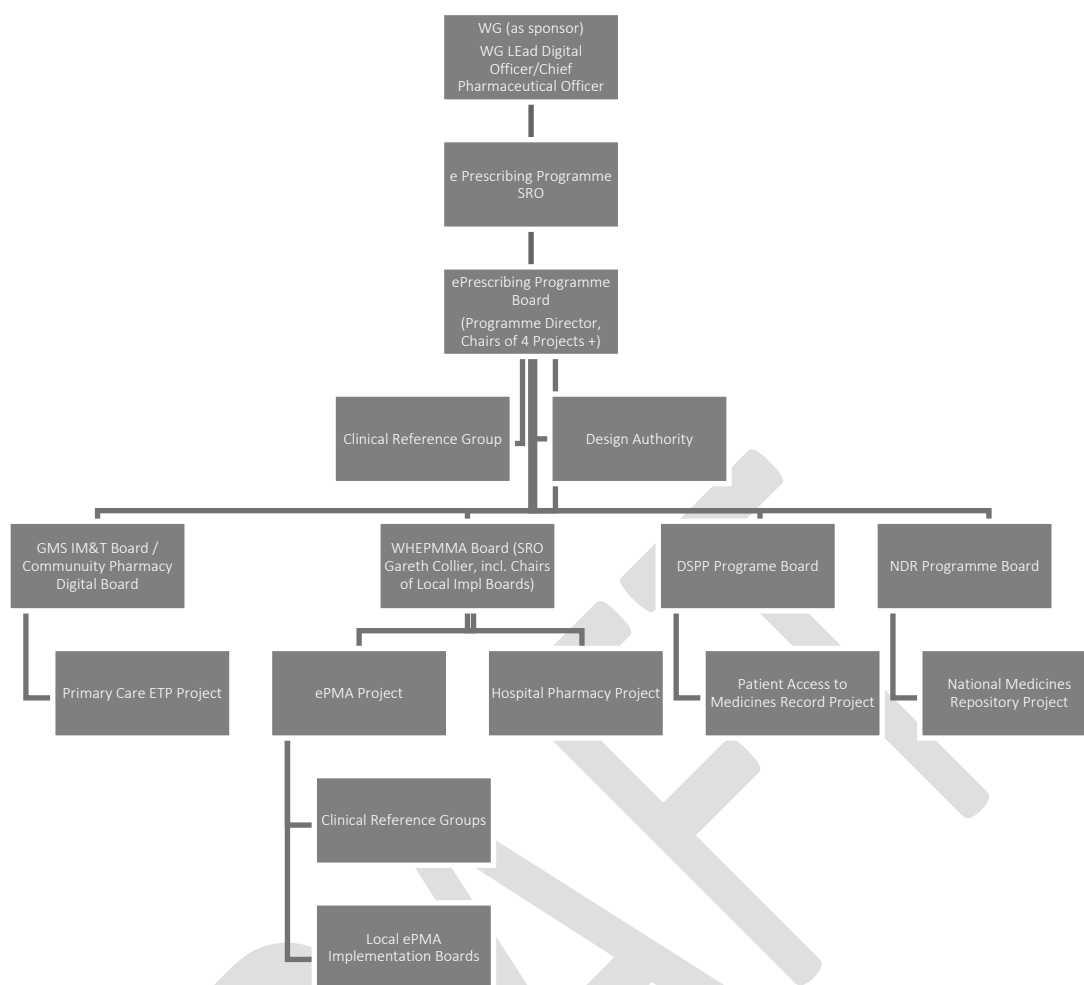 WG (as sponsor)
WG LEad Digital
Officer/Chief
Pharmaceutical Officer
e Prescribing Programme
SRO
ePrescribing Programme
Board
(Programme Director,
Chairs of 4 Projects +)
Clinical Reference Group
Design Authority
GMS IM&T Board /
Communuity Pharmacy
Digital Board
WHEPMMA Board (SRO
Gareth Collier, incl. Chairs
of Local Impl Boards)
DSPP Programe Board
NDR Programme Board
Primary Care ETP Project
ePMA Project
Hospital Pharmacy Project
Patient Access to
Medicines Record Project
National Medicines
Repository Project
Clinical Reference Groups
Local ePMA
Implementation Boards